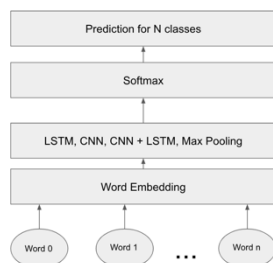 Prediction for N classes
Softmax
LSTM, CNN, CNN + LSTM, Max Pooling
Word Embedding
Word 0
Word 1
...
Word n